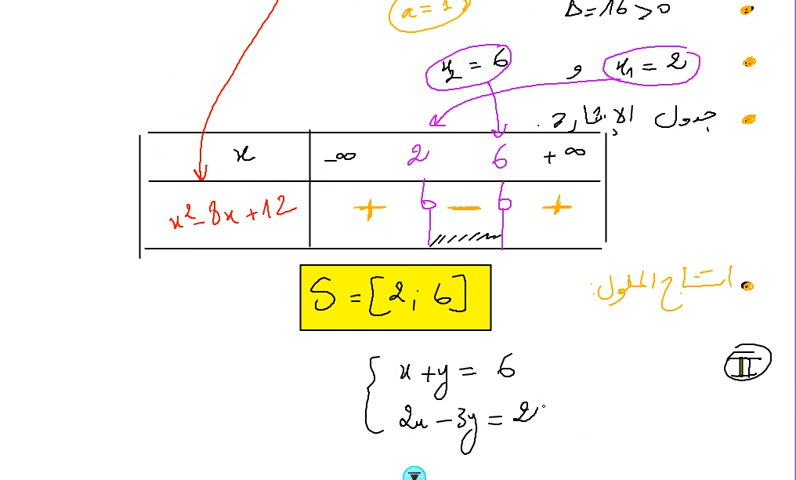 a = 1 Δ = 16 > 0
x₂ = 6 و x₁ = 2
جدول الإشارة.
x -∞ 2 6 +∞
x² - 8x + 12 + 0 - 0 +
استنتاج الحلول:
S = [2 ; 6]
II
{ x + y = 6
2x - 3y = 2